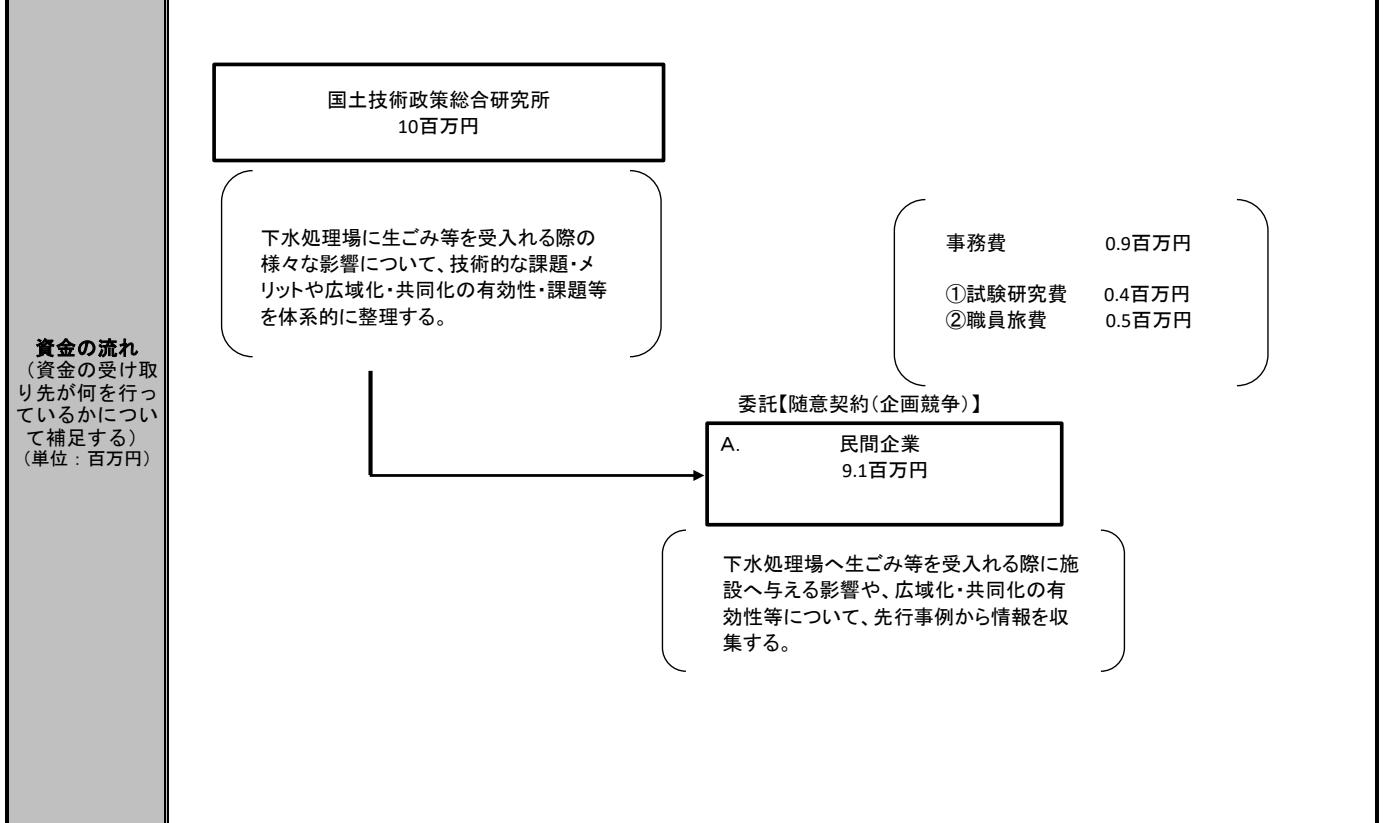 資金の流れ
（資金の受け取
り先が何を行っ
ているかについ
て補足する）
（単位：百万円）
国土技術政策総合研究所
10百万円
下水処理場に生ごみ等を受入れる際の
様々な影響について、技術的な課題・メ
リットや広域化・共同化の有効性・課題等
を体系的に整理する。
事務費 0.9百万円
①試験研究費 0.4百万円
②職員旅費 0.5百万円
委託【随意契約（企画競争）】
A. 民間企業
9.1百万円
下水処理場へ生ごみ等を受入れる際に施
設へ与える影響や、広域化・共同化の有
効性等について、先行事例から情報を収
集する。